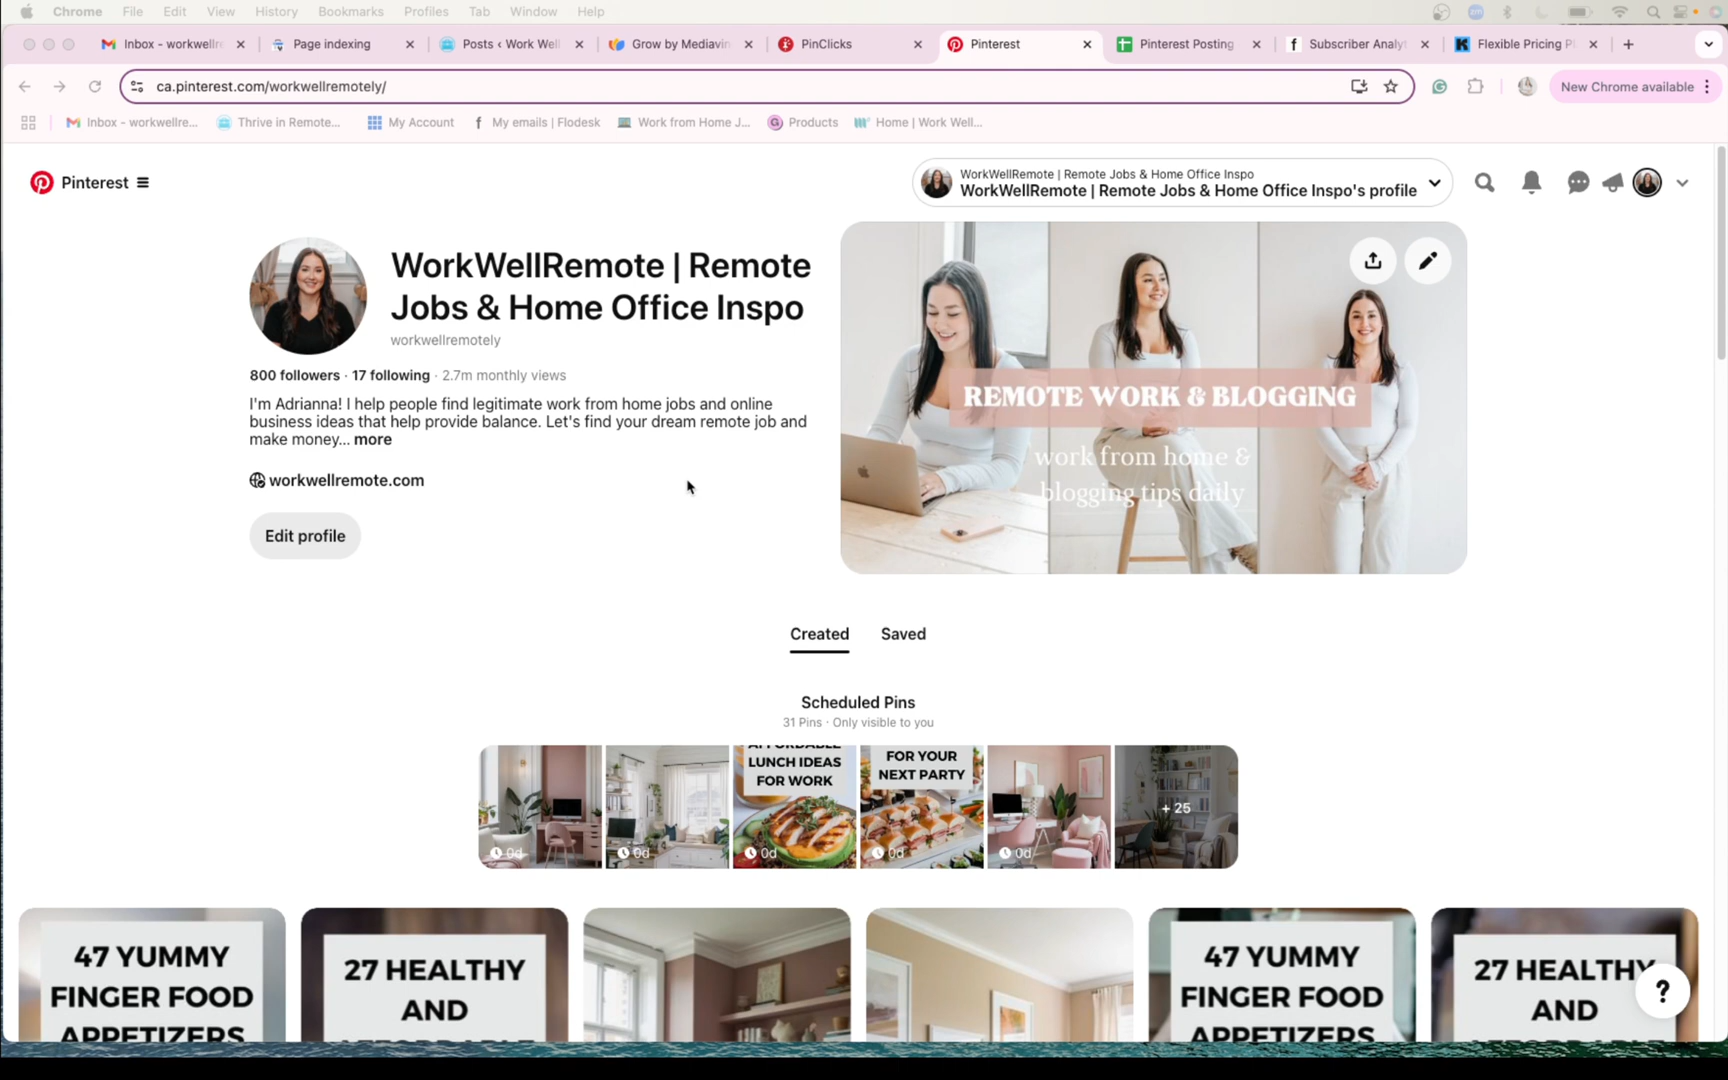 Chrome File Edit View History Bookmarks Profiles Tab Window Help
zm
Inbox - workwellr
Page indexing
Posts ‹ Work Well
Grow by Mediavin
PinClicks
Pinterest
Pinterest Posting
Subscriber Analyt
Flexible Pricing Pl
ca.pinterest.com/workwellremotely/
New Chrome available
Inbox - workwellre...
Thrive in Remote...
My Account
My emails | Flodesk
Work from Home J...
Products
Home | Work Well...
Pinterest
WorkWellRemote | Remote Jobs & Home Office Inspo
WorkWellRemote | Remote Jobs & Home Office Inspo's profile
WorkWellRemote | Remote
Jobs & Home Office Inspo
workwellremotely
800 followers · 17 following · 2.7m monthly views
I'm Adrianna! I help people find legitimate work from home jobs and online
business ideas that help provide balance. Let's find your dream remote job and
make money... more
workwellremote.com
Edit profile
REMOTE WORK & BLOGGING
work from home &
blogging tips daily
Created
Saved
Scheduled Pins
31 Pins · Only visible to you
0d
0d
AFFORDABLE
LUNCH IDEAS
FOR WORK
0d
FOR YOUR
NEXT PARTY
0d
0d
+ 25
47 YUMMY
FINGER FOOD
APPETIZERS
27 HEALTHY
AND
AFFORDABLE
47 YUMMY
FINGER FOOD
APPETIZERS
27 HEALTHY
AND
?